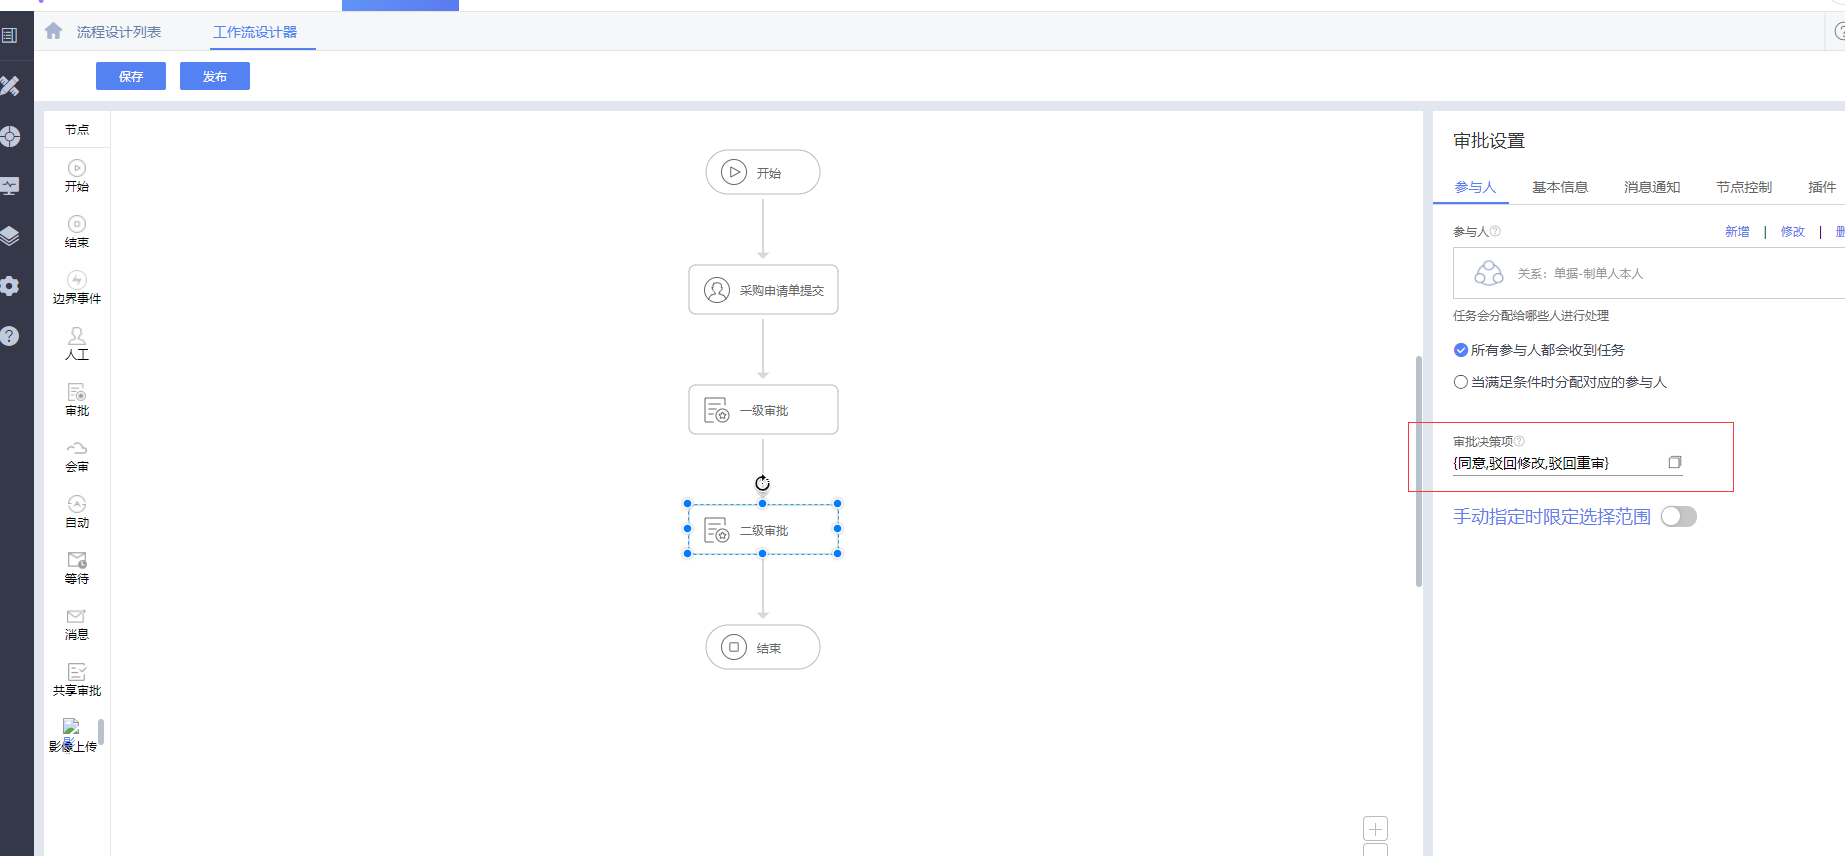 流程设计列表
工作流设计器
保存
发布
节点
开始
结束
边界事件
人工
审批
会审
自动
等待
消息
共享审批
影像上传
开始
采购申请单提交
一级审批
二级审批
结束
审批设置
参与人
基本信息
消息通知
节点控制
插件
参与人
新增 | 修改 |
关系：单据-制单人本人
任务会分配给哪些人进行处理
所有参与人都会收到任务
当满足条件时分配对应的参与人
审批决策项
{同意,驳回修改,驳回重审}
手动指定时限定选择范围